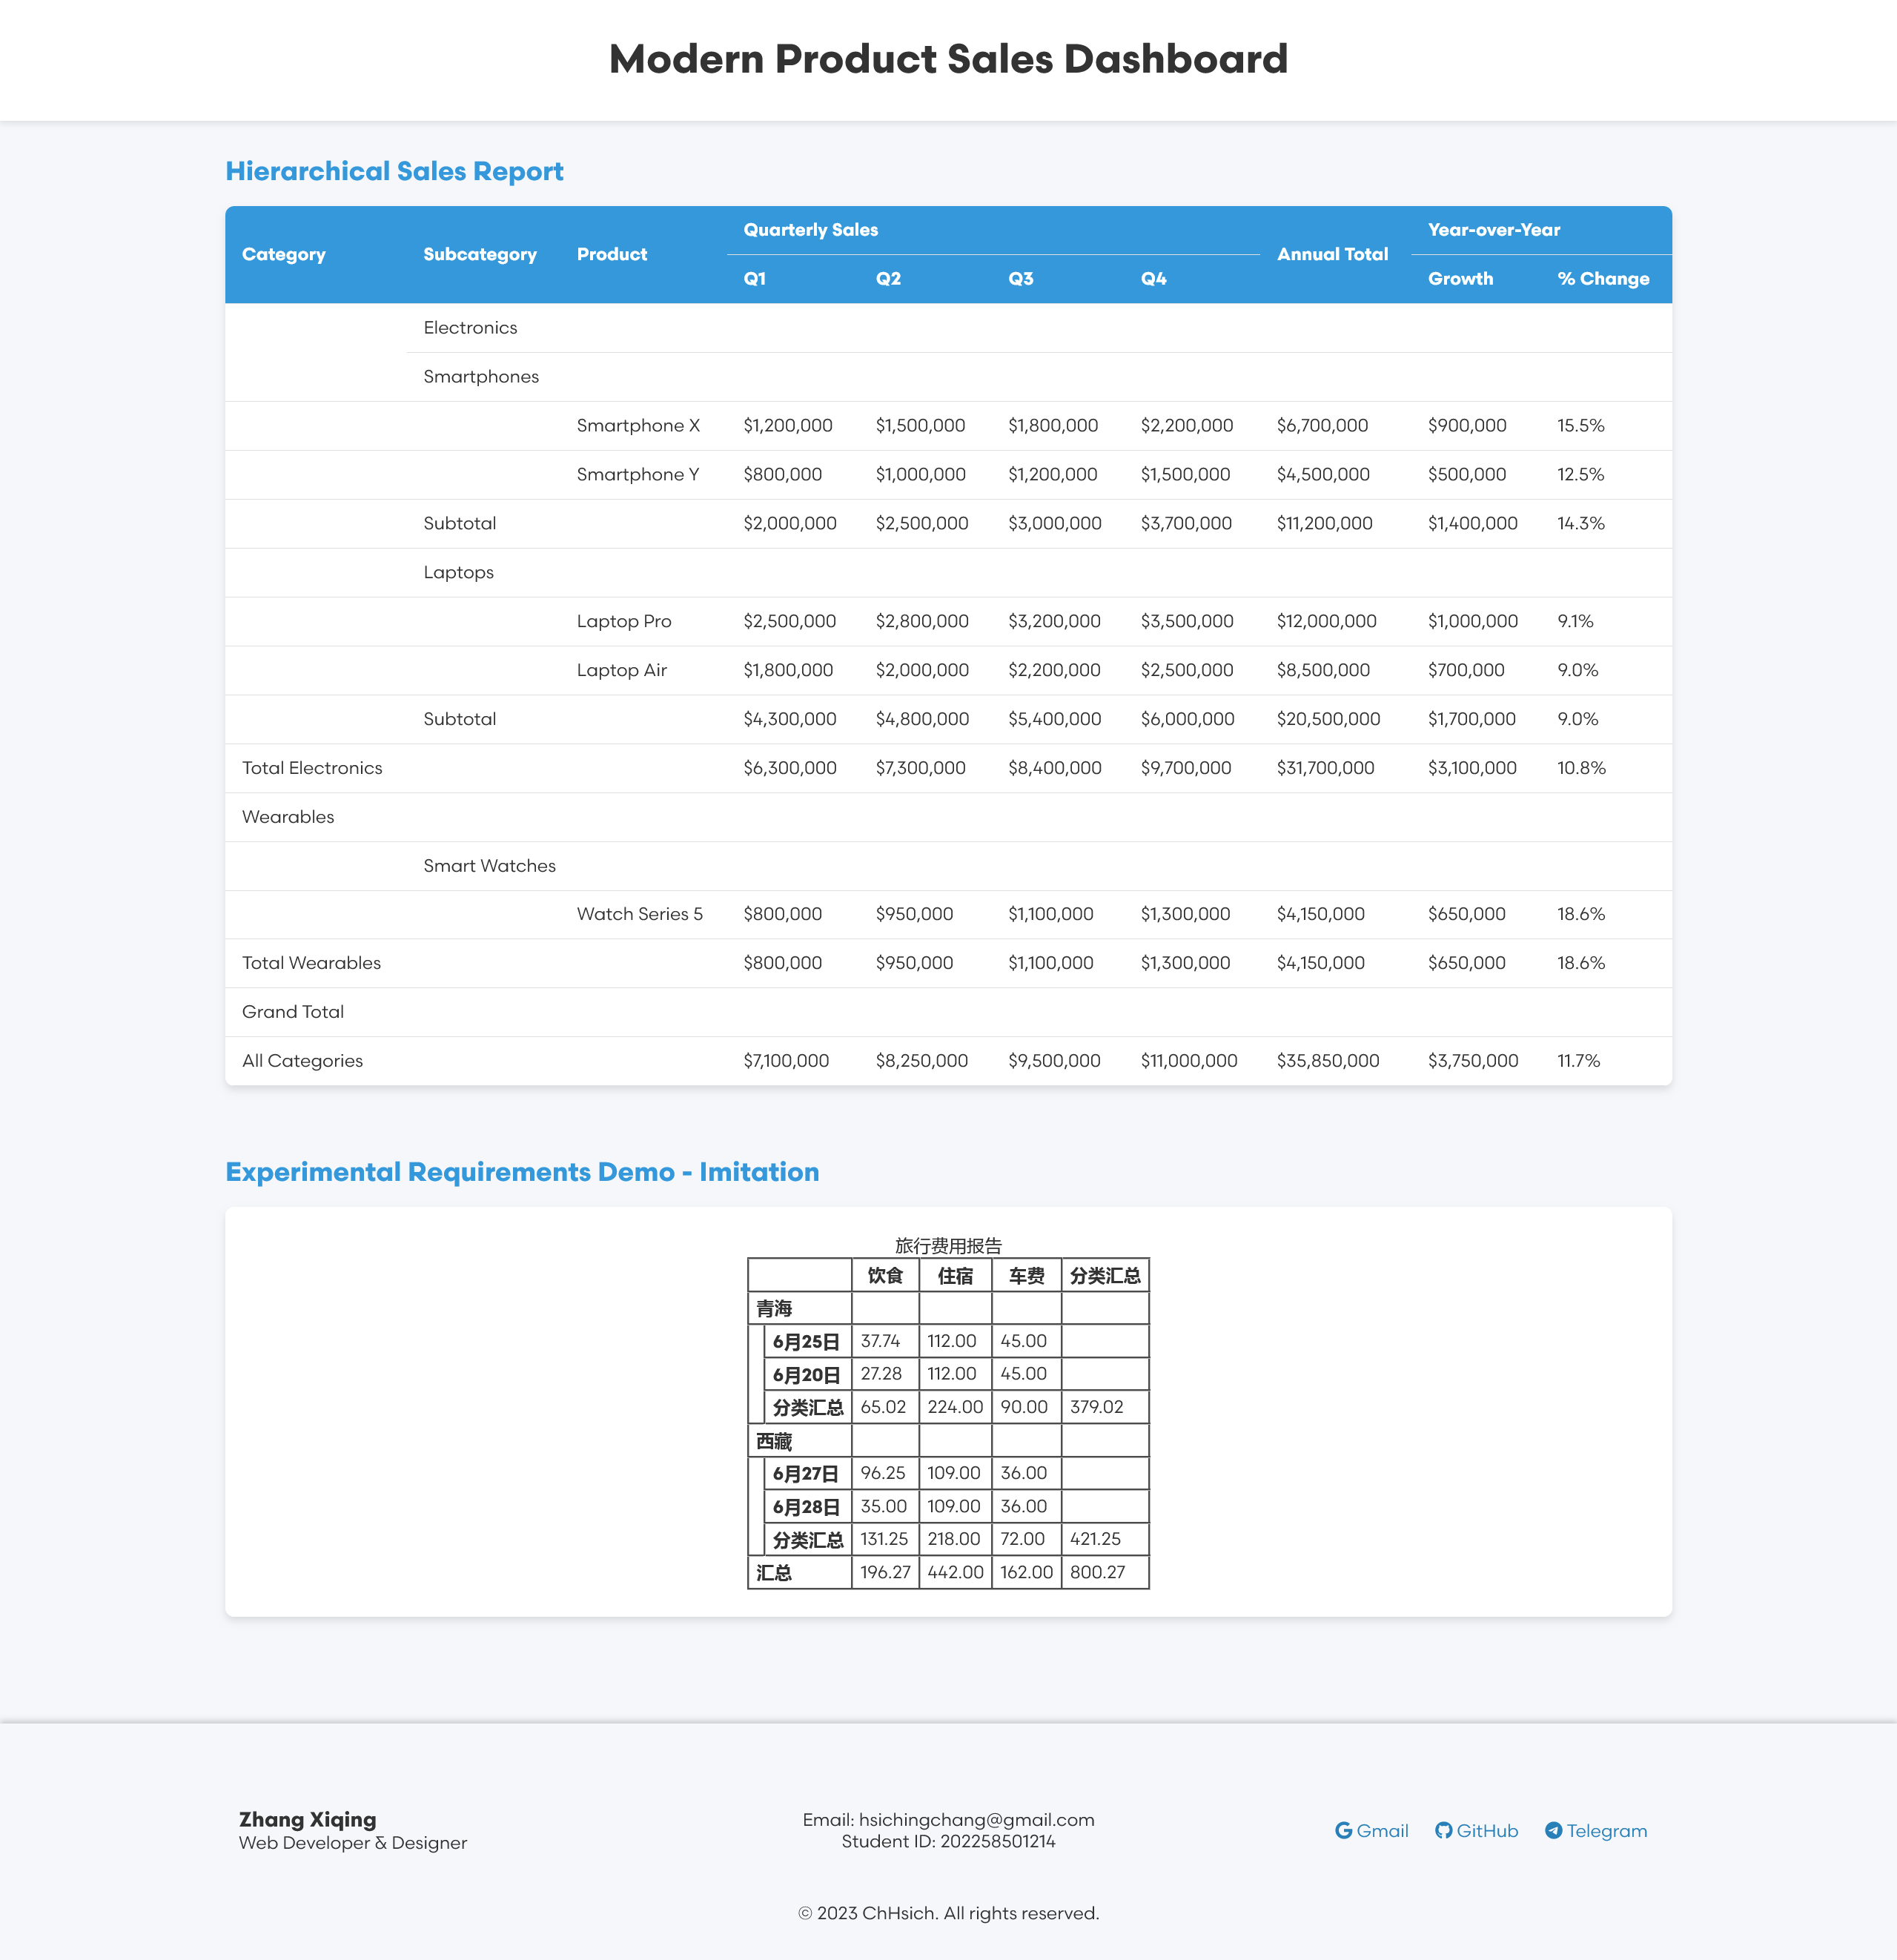 Modern Product Sales Dashboard
Hierarchical Sales Report
Category Subcategory Product Quarterly Sales Annual Total Year-over-Year
Q1 Q2 Q3 Q4 Growth % Change
Electronics
Smartphones
Smartphone X $1,200,000 $1,500,000 $1,800,000 $2,200,000 $6,700,000 $900,000 15.5%
Smartphone Y $800,000 $1,000,000 $1,200,000 $1,500,000 $4,500,000 $500,000 12.5%
Subtotal $2,000,000 $2,500,000 $3,000,000 $3,700,000 $11,200,000 $1,400,000 14.3%
Laptops
Laptop Pro $2,500,000 $2,800,000 $3,200,000 $3,500,000 $12,000,000 $1,000,000 9.1%
Laptop Air $1,800,000 $2,000,000 $2,200,000 $2,500,000 $8,500,000 $700,000 9.0%
Subtotal $4,300,000 $4,800,000 $5,400,000 $6,000,000 $20,500,000 $1,700,000 9.0%
Total Electronics $6,300,000 $7,300,000 $8,400,000 $9,700,000 $31,700,000 $3,100,000 10.8%
Wearables
Smart Watches
Watch Series 5 $800,000 $950,000 $1,100,000 $1,300,000 $4,150,000 $650,000 18.6%
Total Wearables $800,000 $950,000 $1,100,000 $1,300,000 $4,150,000 $650,000 18.6%
Grand Total
All Categories $7,100,000 $8,250,000 $9,500,000 $11,000,000 $35,850,000 $3,750,000 11.7%
Experimental Requirements Demo - Imitation
旅行费用报告
饮食 住宿 车费 分类汇总
青海
6月25日 37.74 112.00 45.00
6月20日 27.28 112.00 45.00
分类汇总 65.02 224.00 90.00 379.02
西藏
6月27日 96.25 109.00 36.00
6月28日 35.00 109.00 36.00
分类汇总 131.25 218.00 72.00 421.25
汇总 196.27 442.00 162.00 800.27
Zhang Xiqing
Web Developer & Designer
Email: hsichingchang@gmail.com
Student ID: 202258501214
Gmail GitHub Telegram
© 2023 ChHsich. All rights reserved.